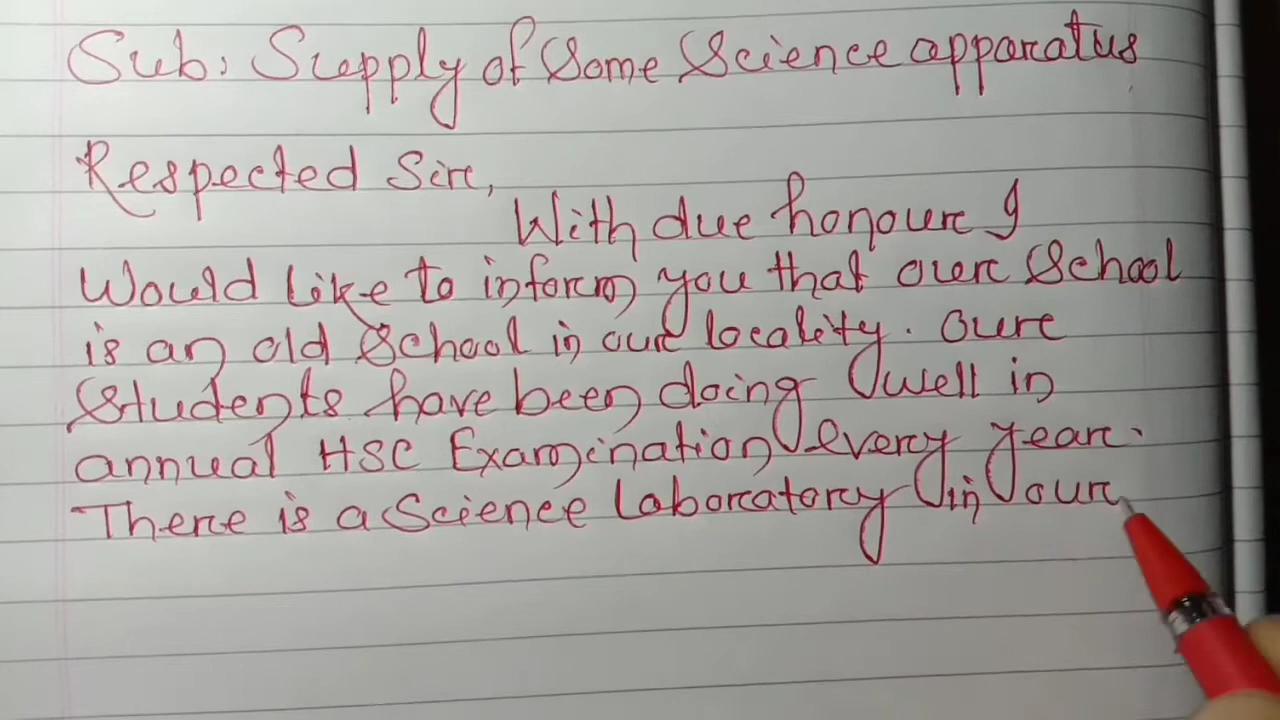 Sub: Supply of Some Science apparatus
Respected Sir,
With due honour I
Would like to inform you that our School
is an old School in our locality. Our
Students have been doing well in
annual HSC Examination every year.
There is a Science laboratory in our